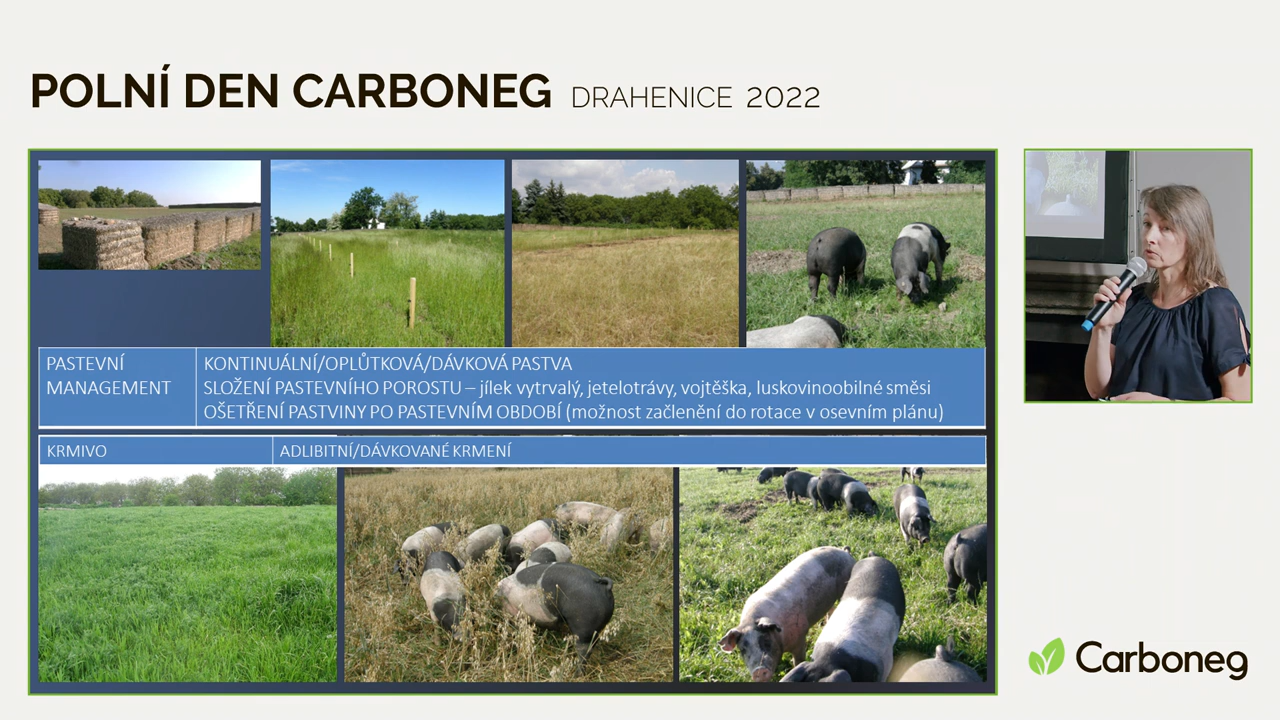 POLNÍ DEN CARBONEG DRAHENICE 2022
PASTEVNÍ
MANAGEMENT
KONTINUÁLNÍ/OPLŮTKOVÁ/DÁVKOVÁ PASTVA
SLOŽENÍ PASTEVNÍHO POROSTU – jílek vytrvalý, jetelotrávy, vojtěška, luskovinoobilné směsi
OŠETŘENÍ PASTVINY PO PASTEVNÍM OBDOBÍ (možnost začlenění do rotace v osevním plánu)
KRMIVO
ADLIBITNÍ/DÁVKOVANÉ KRMENÍ
Carboneg